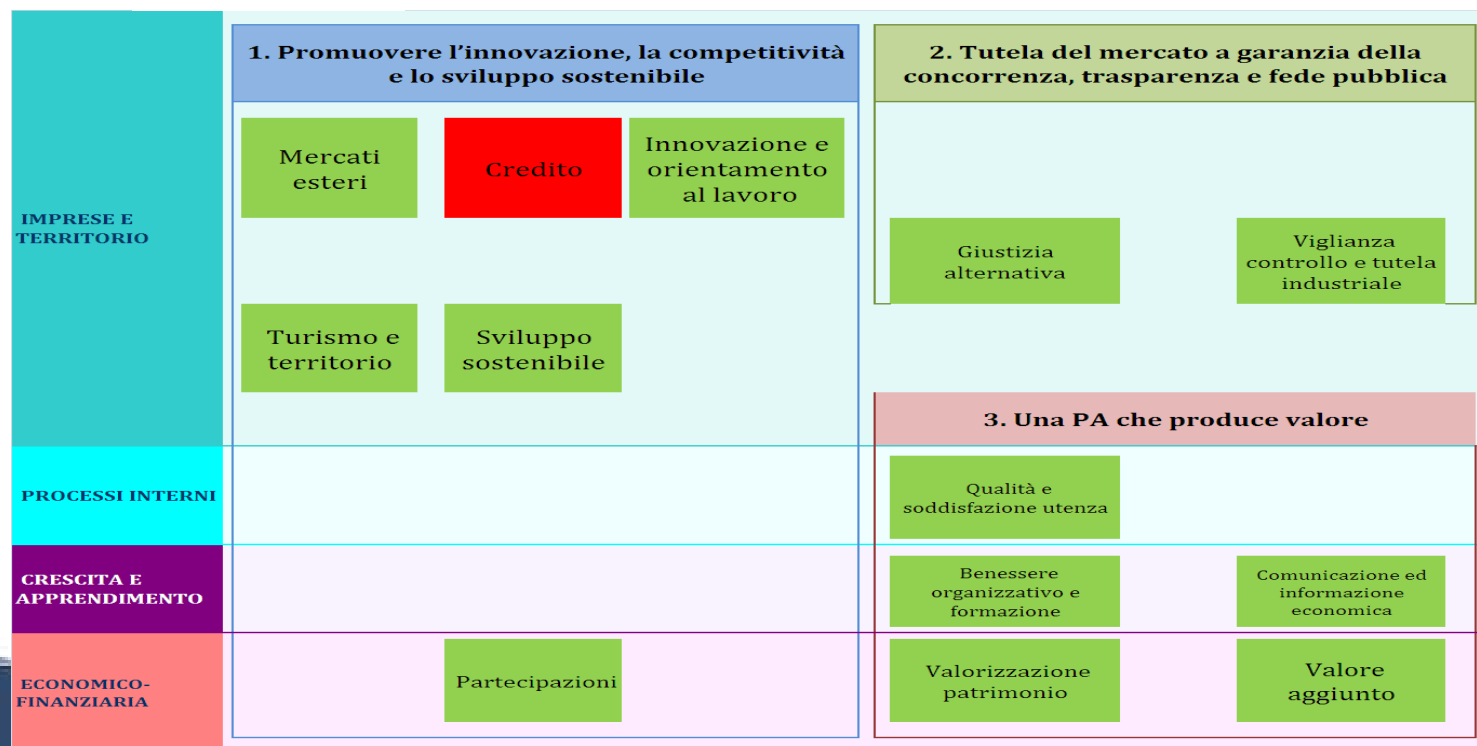 1. Promuovere l’innovazione, la competitività
e lo sviluppo sostenibile
2. Tutela del mercato a garanzia della
concorrenza, trasparenza e fede pubblica
IMPRESE E
TERRITORIO
Mercati
esteri
Credito
Innovazione e
orientamento
al lavoro
Giustizia
alternativa
Viglianza
controllo e tutela
industriale
Turismo e
territorio
Sviluppo
sostenibile
3. Una PA che produce valore
PROCESSI INTERNI
Qualità e
soddisfazione utenza
CRESCITA E
APPRENDIMENTO
Benessere
organizzativo e
formazione
Comunicazione ed
informazione
economica
ECONOMICO-
FINANZIARIA
Partecipazioni
Valorizzazione
patrimonio
Valore
aggiunto